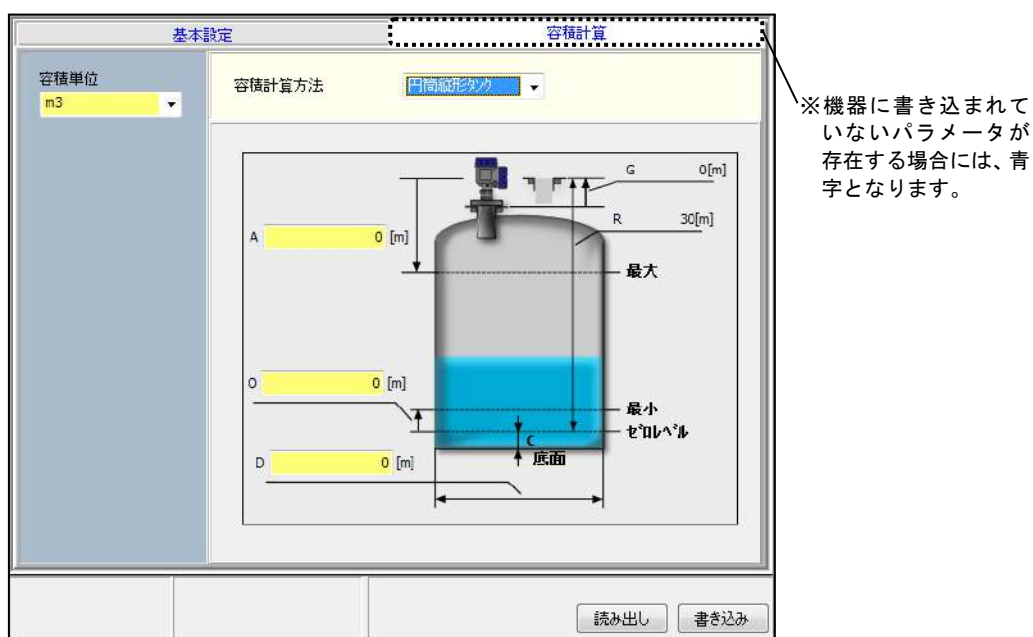 基本設定
容積計算
容積単位
m3
容積計算方法
円筒縦形タンク
※機器に書き込まれて
いないパラメータが
存在する場合には、青
字となります。
G 0[m]
R 30[m]
A 0 [m]
最大
O 0 [m]
最小
ゼロレベル
C
底面
D 0 [m]
読み出し
書き込み